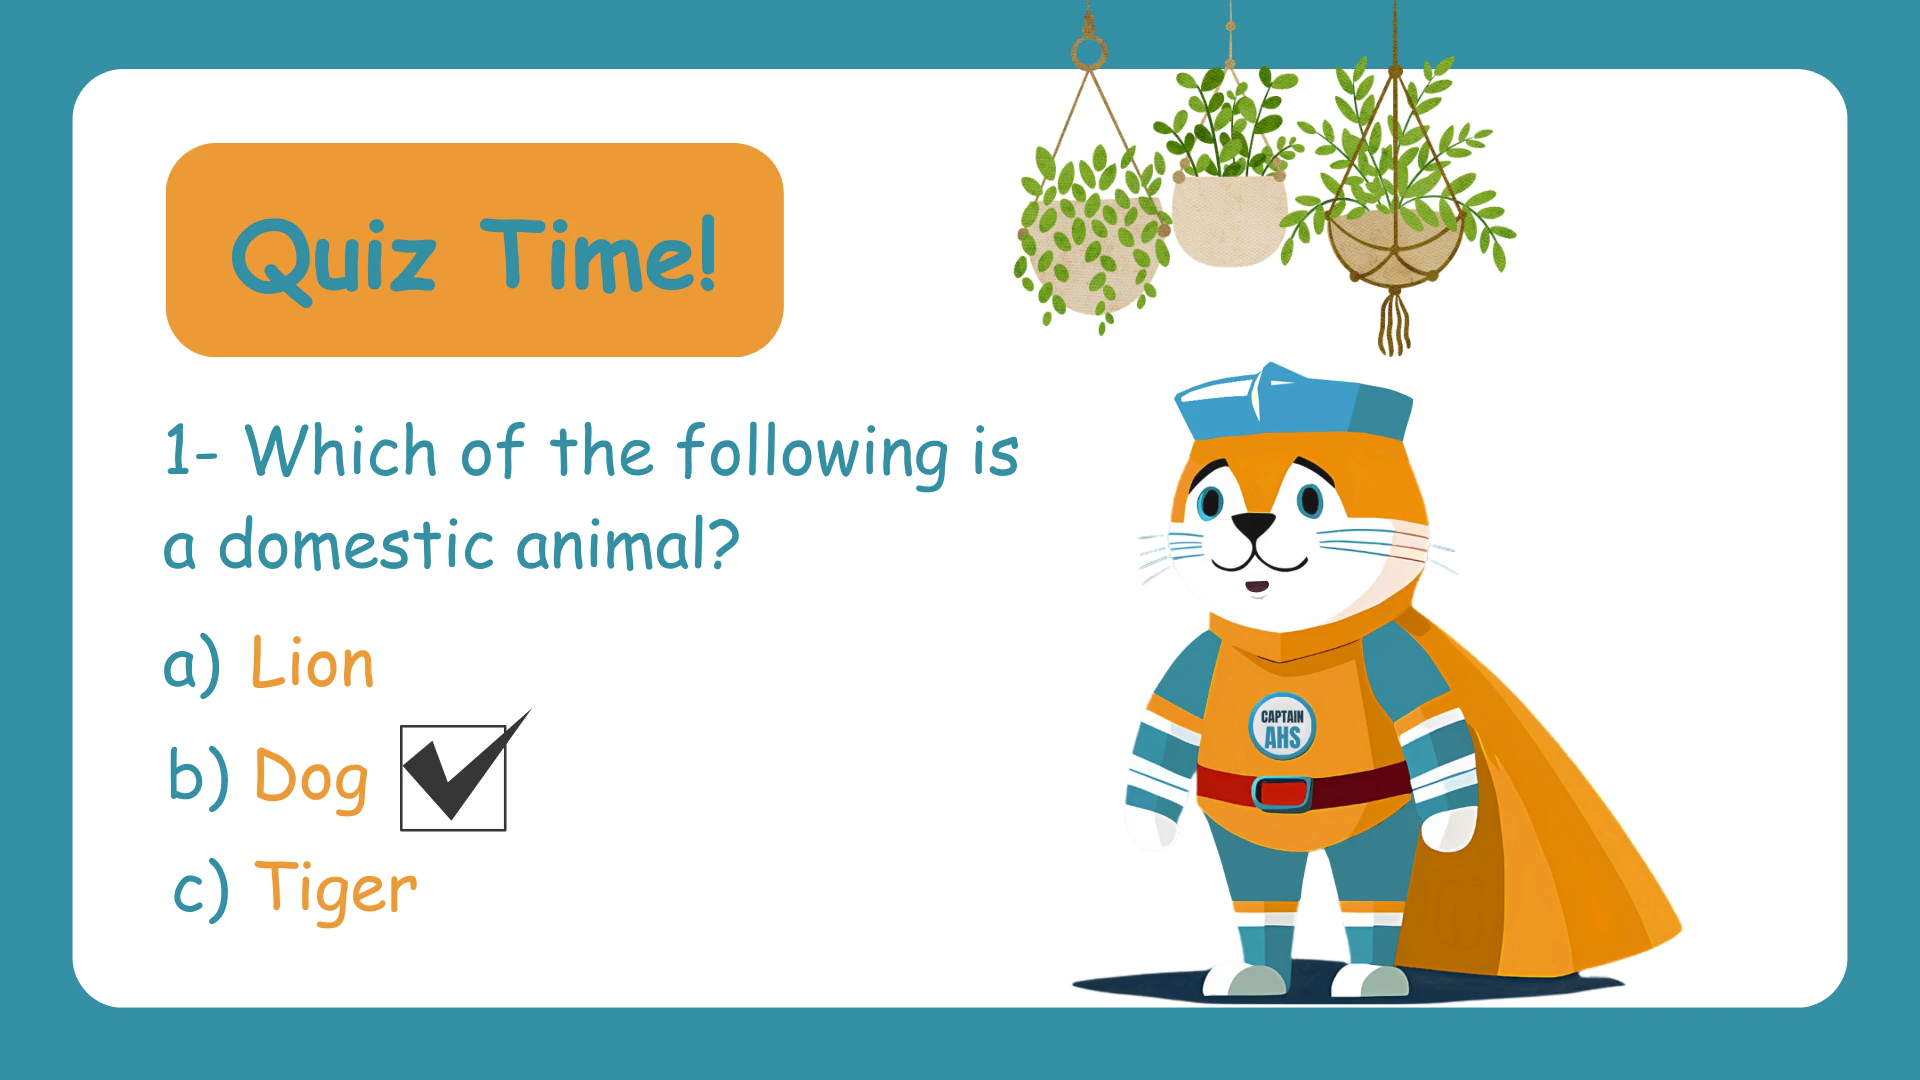 Quiz Time!
1- Which of the following is
a domestic animal?
a) Lion
b) Dog
c) Tiger
CAPTAIN
AHS